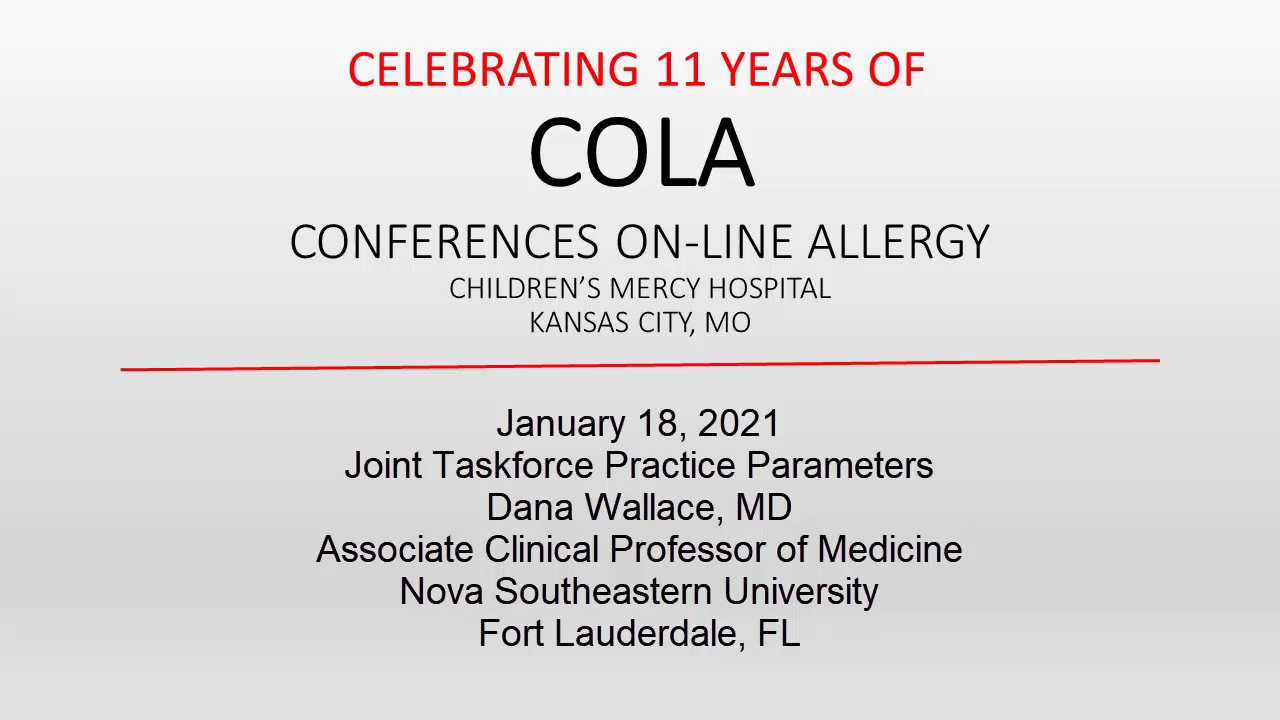 CELEBRATING 11 YEARS OF
COLA
CONFERENCES ON-LINE ALLERGY
CHILDREN’S MERCY HOSPITAL
KANSAS CITY, MO
January 18, 2021
Joint Taskforce Practice Parameters
Dana Wallace, MD
Associate Clinical Professor of Medicine
Nova Southeastern University
Fort Lauderdale, FL